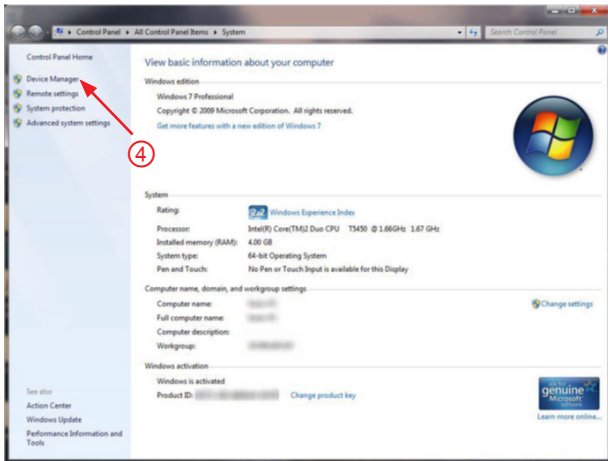 Control Panel ▸ All Control Panel Items ▸ System
Search Control Panel
Control Panel Home
Device Manager
Remote settings
System protection
Advanced system settings
4
View basic information about your computer
Windows edition
Windows 7 Professional
Copyright © 2009 Microsoft Corporation. All rights reserved.
Get more features with a new edition of Windows 7
System
Rating: 2.2 Windows Experience Index
Processor: Intel(R) Core(TM)2 Duo CPU T5450 @ 1.66GHz 1.67 GHz
Installed memory (RAM): 4.00 GB
System type: 64-bit Operating System
Pen and Touch: No Pen or Touch Input is available for this Display
Computer name, domain, and workgroup settings
Computer name:
Change settings
Full computer name:
Computer description:
Workgroup:
Windows activation
Windows is activated
Product ID:
Change product key
ask for
genuine
Microsoft
software
Learn more online...
See also
Action Center
Windows Update
Performance Information and
Tools